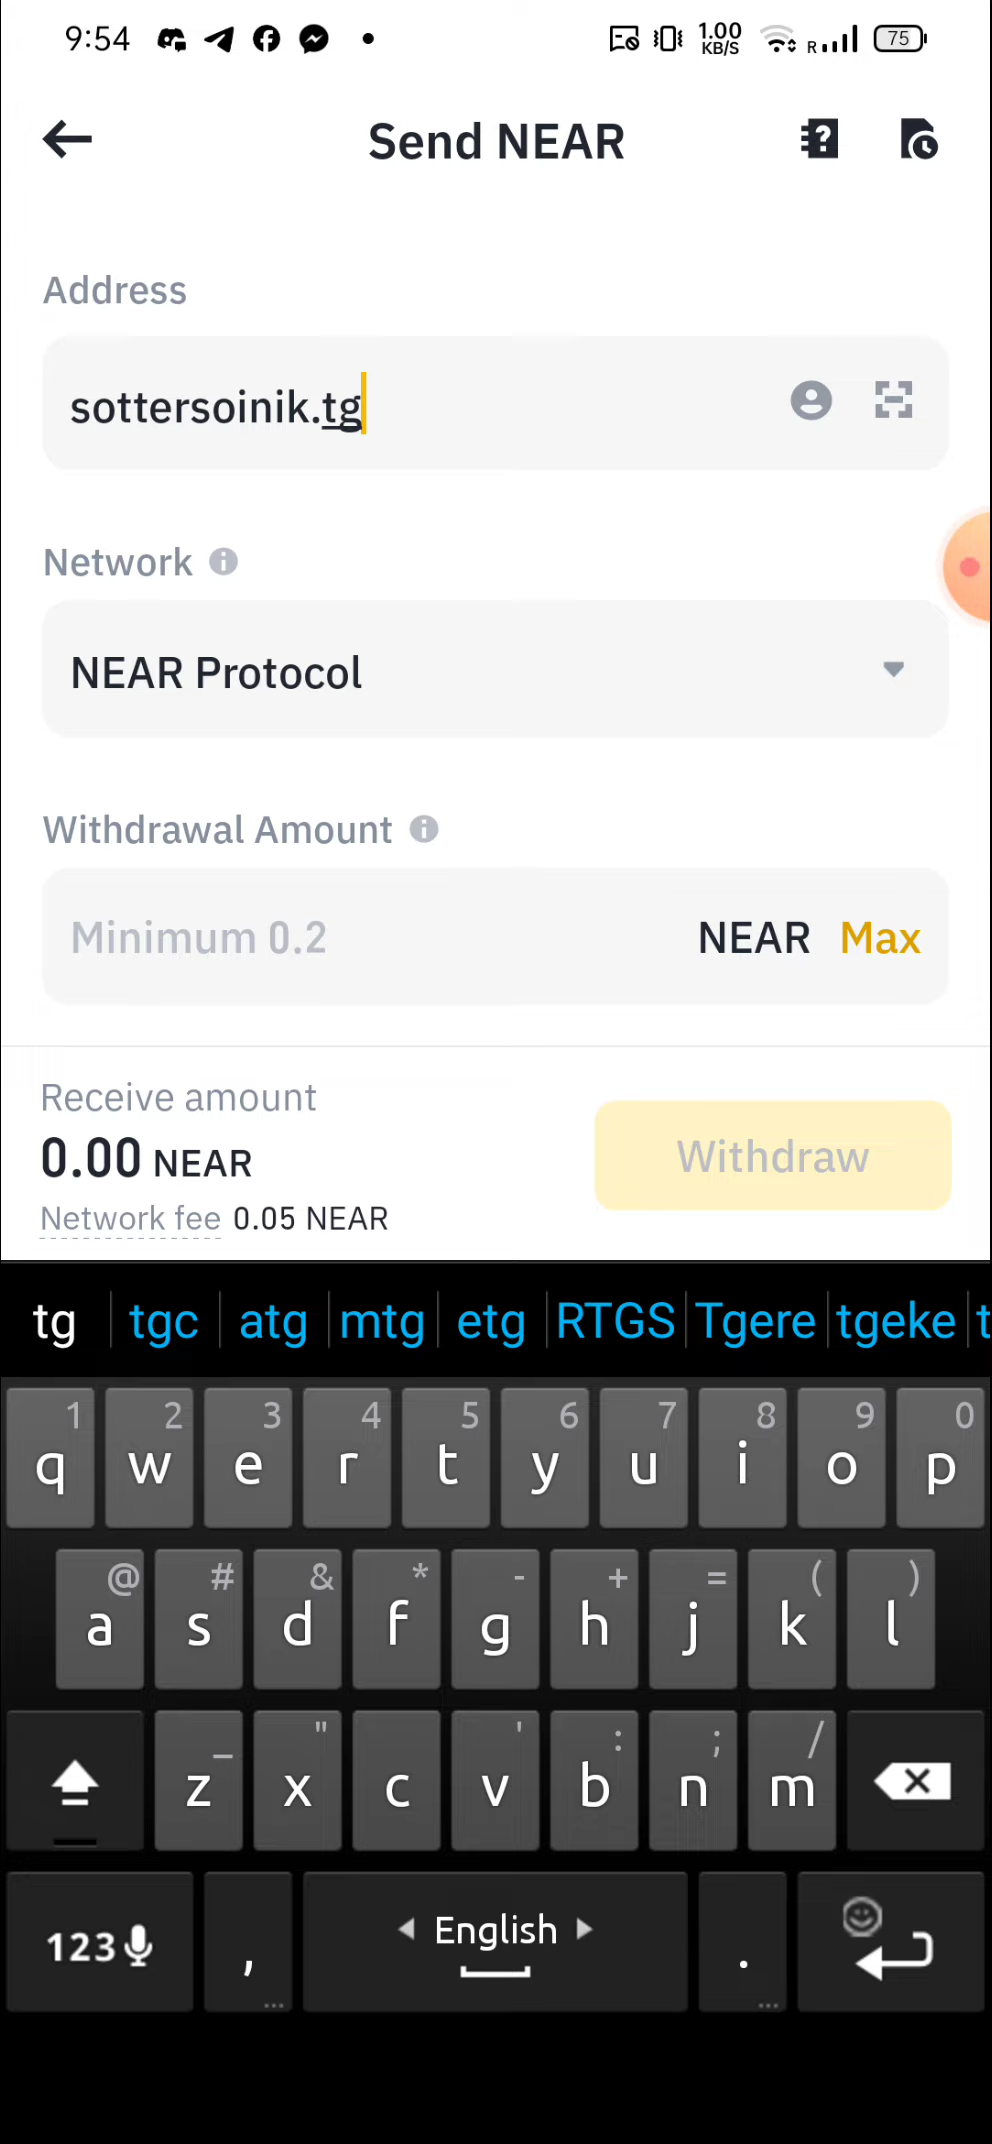 9:54 1.00 KB/S R 75
Send NEAR
Address
sottersoinik.tg
Network
NEAR Protocol
Withdrawal Amount
Minimum 0.2 NEAR Max
Receive amount
0.00 NEAR
Withdraw
Network fee 0.05 NEAR
tg tgc atg mtg etg RTGS Tgere tgeke t
1 2 3 4 5 6 7 8 9 0
q w e r t y u i o p
@ # & * - + = ( )
a s d f g h j k l
_ " ' : ; /
z x c v b n m
123 , English .